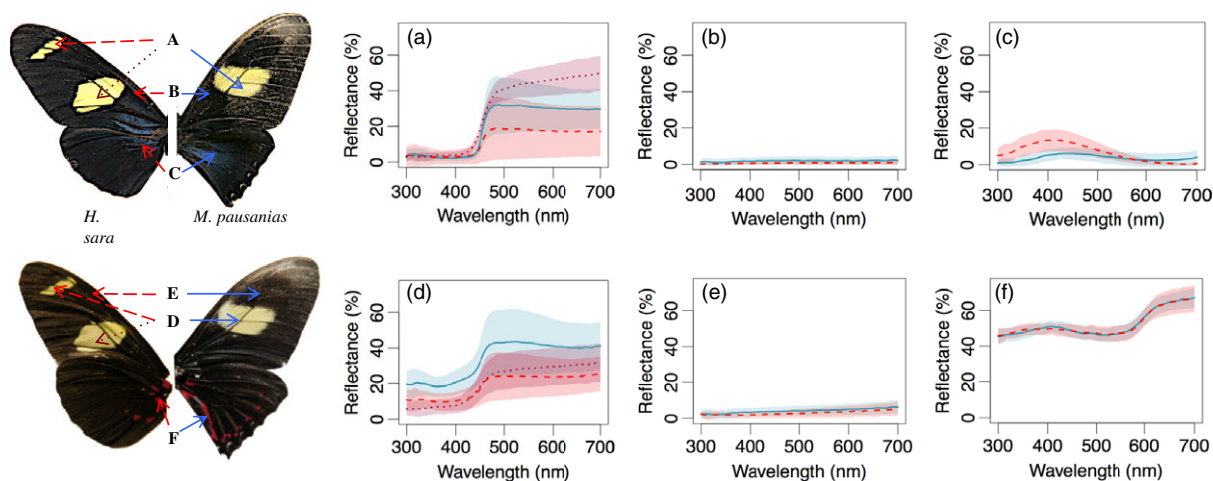 A
B
C
H.
sara
M. pausanias
E
D
F
(a)
Reflectance (%)
60
40
20
0
300 400 500 600 700
Wavelength (nm)
(b)
Reflectance (%)
60
40
20
0
300 400 500 600 700
Wavelength (nm)
(c)
Reflectance (%)
60
40
20
0
300 400 500 600 700
Wavelength (nm)
(d)
Reflectance (%)
60
40
20
0
300 400 500 600 700
Wavelength (nm)
(e)
Reflectance (%)
60
40
20
0
300 400 500 600 700
Wavelength (nm)
(f)
Reflectance (%)
60
40
20
0
300 400 500 600 700
Wavelength (nm)